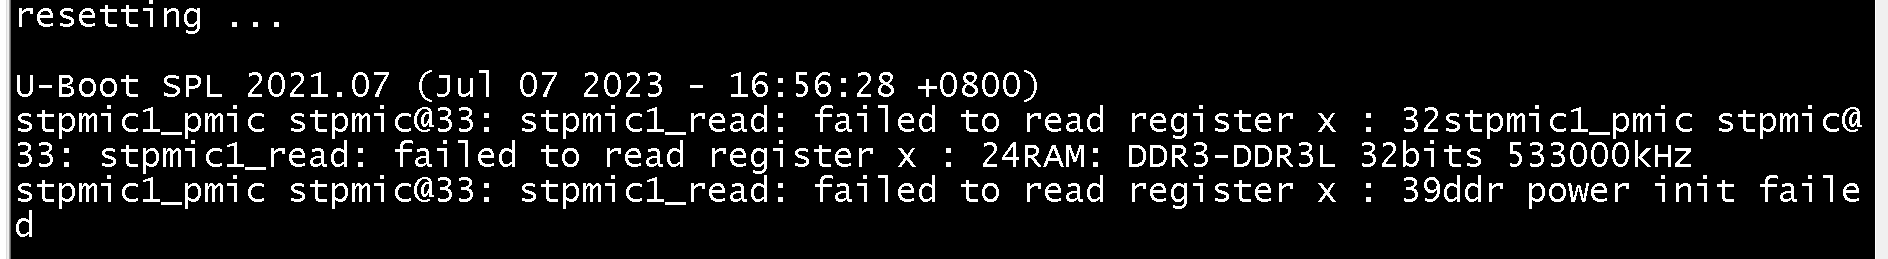 resetting ...
U-Boot SPL 2021.07 (Jul 07 2023 - 16:56:28 +0800)
stpmic1_pmic stpmic@33: stpmic1_read: failed to read register x : 32stpmic1_pmic stpmic@
33: stpmic1_read: failed to read register x : 24RAM: DDR3-DDR3L 32bits 533000kHz
stpmic1_pmic stpmic@33: stpmic1_read: failed to read register x : 39ddr power init faile
d